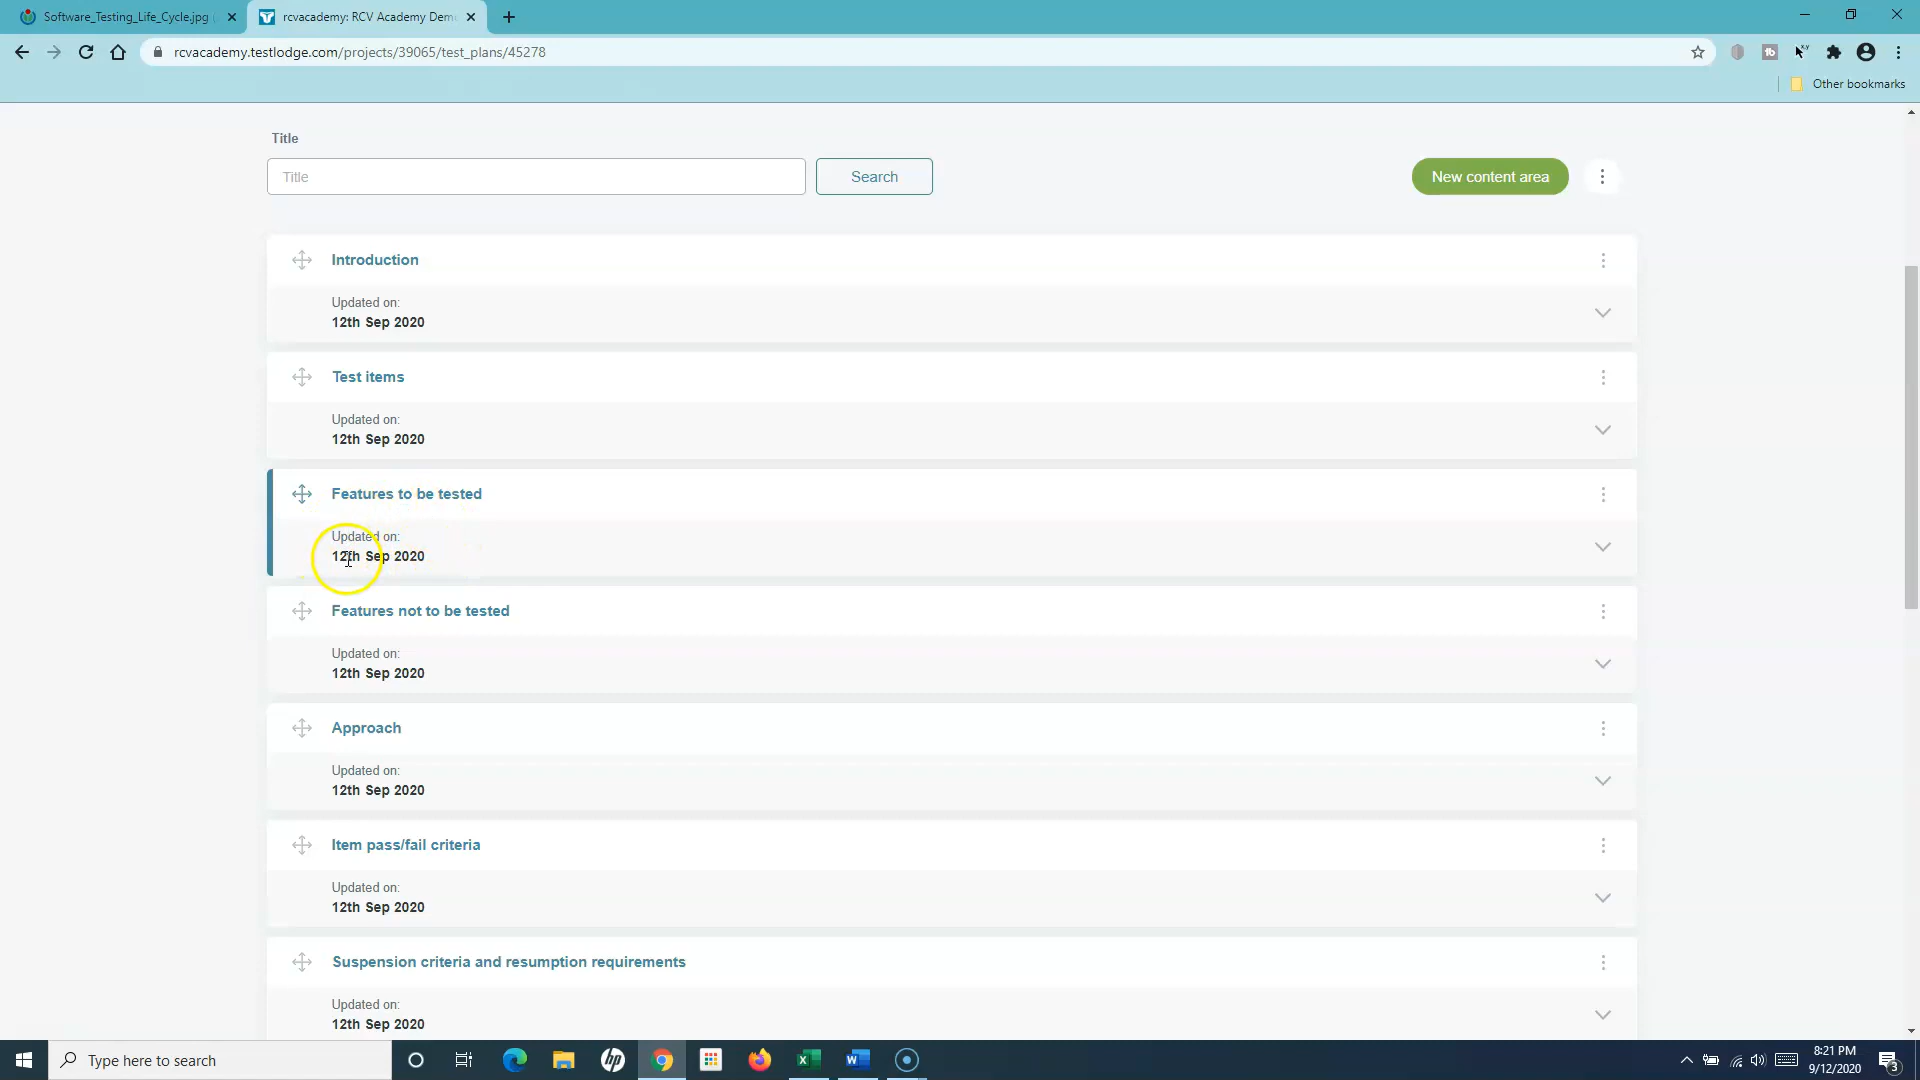 Software_Testing_Life_Cycle.jpg
rcvacademy: RCV Academy Dem
rcvacademy.testlodge.com/projects/39065/test_plans/45278
Other bookmarks
Title
Title
Search
New content area
Introduction
Updated on:
12th Sep 2020
Test items
Updated on:
12th Sep 2020
Features to be tested
Updated on:
12th Sep 2020
Features not to be tested
Updated on:
12th Sep 2020
Approach
Updated on:
12th Sep 2020
Item pass/fail criteria
Updated on:
12th Sep 2020
Suspension criteria and resumption requirements
Updated on:
12th Sep 2020
Type here to search
8:21 PM
9/12/2020
3